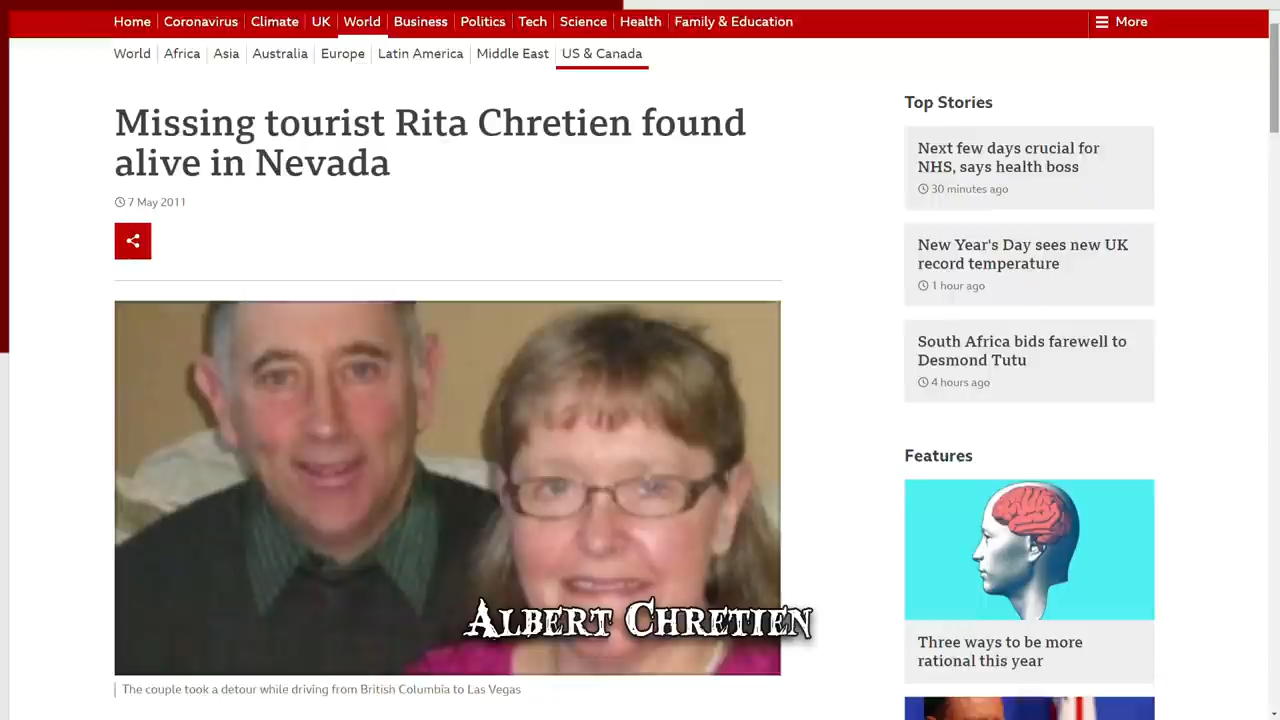 Home Coronavirus Climate UK World Business Politics Tech Science Health Family & Education More
World Africa Asia Australia Europe Latin America Middle East US & Canada
Missing tourist Rita Chretien found
alive in Nevada
7 May 2011
Albert Chretien
The couple took a detour while driving from British Columbia to Las Vegas
Top Stories
Next few days crucial for
NHS, says health boss
30 minutes ago
New Year's Day sees new UK
record temperature
1 hour ago
South Africa bids farewell to
Desmond Tutu
4 hours ago
Features
Three ways to be more
rational this year